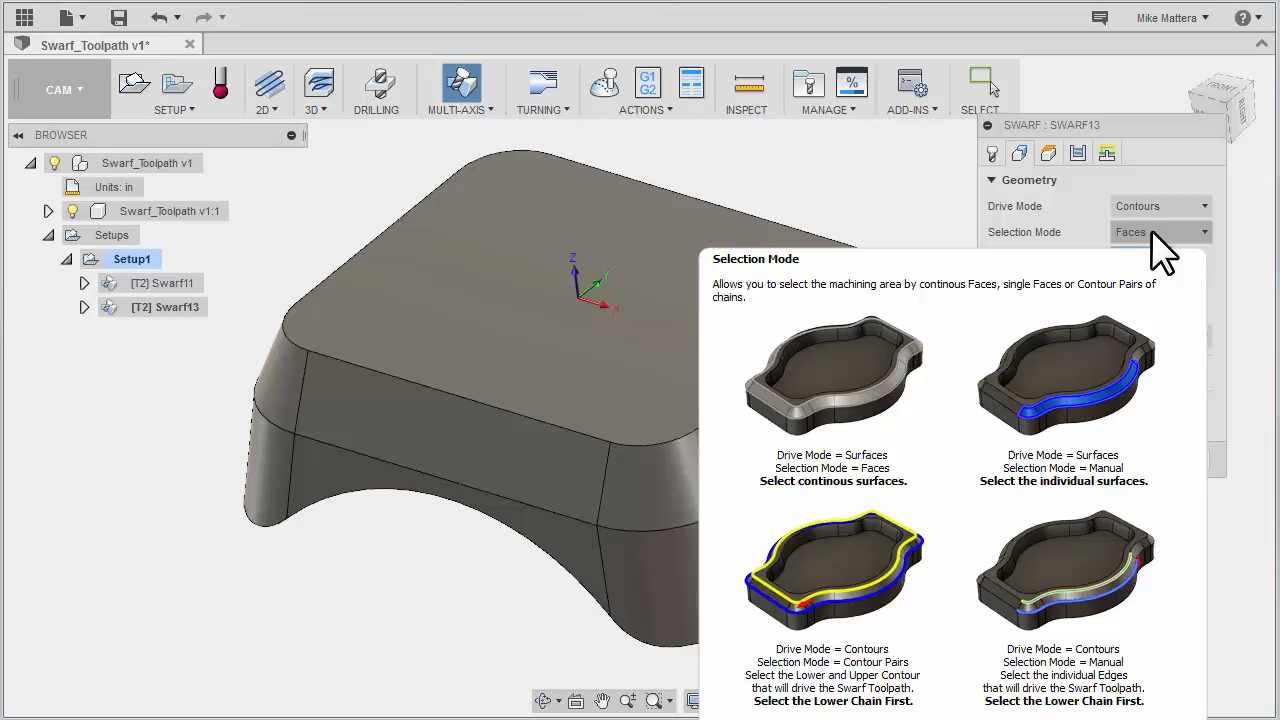 Mike Mattera
Swarf_Toolpath v1*
CAM
SETUP
2D
3D
DRILLING
MULTI-AXIS
TURNING
G1
G2
ACTIONS
INSPECT
%
MANAGE
ADD-INS
SELECT
FRONT
BROWSER
SWARF : SWARF13
Swarf_Toolpath v1
Units: in
Swarf_Toolpath v1:1
Setups
Setup1
[T2] Swarf11
[T2] Swarf13
Geometry
Drive Mode
Contours
Selection Mode
Faces
Z
Y
X
Selection Mode
Allows you to select the machining area by continous Faces, single Faces or Contour Pairs of
chains.
Drive Mode = Surfaces
Selection Mode = Faces
Select continous surfaces.
Drive Mode = Surfaces
Selection Mode = Manual
Select the individual surfaces.
Drive Mode = Contours
Selection Mode = Contour Pairs
Select the Lower and Upper Contour
that will drive the Swarf Toolpath.
Select the Lower Chain First.
Drive Mode = Contours
Selection Mode = Manual
Select the individual Edges
that will drive the Swarf Toolpath.
Select the Lower Chain First.